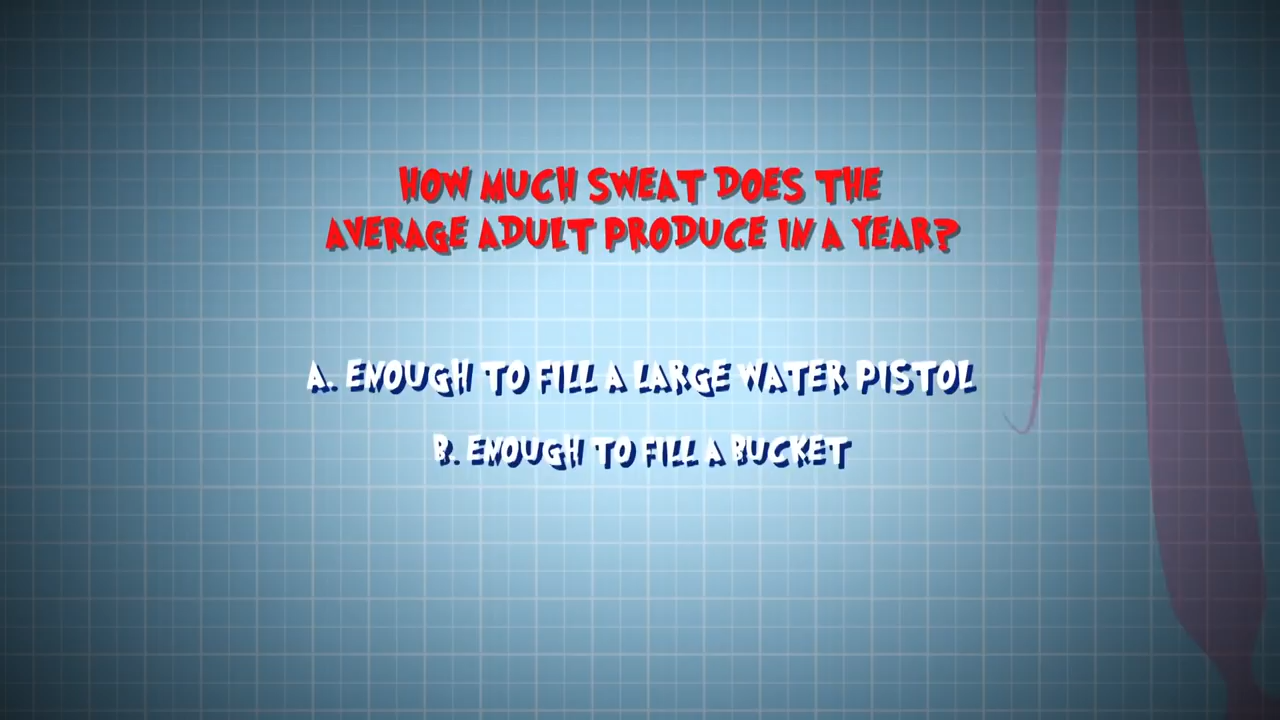 HOW MUCH SWEAT DOES THE
AVERAGE ADULT PRODUCE IN A YEAR?
A. ENOUGH TO FILL A LARGE WATER PISTOL
B. ENOUGH TO FILL A BUCKET